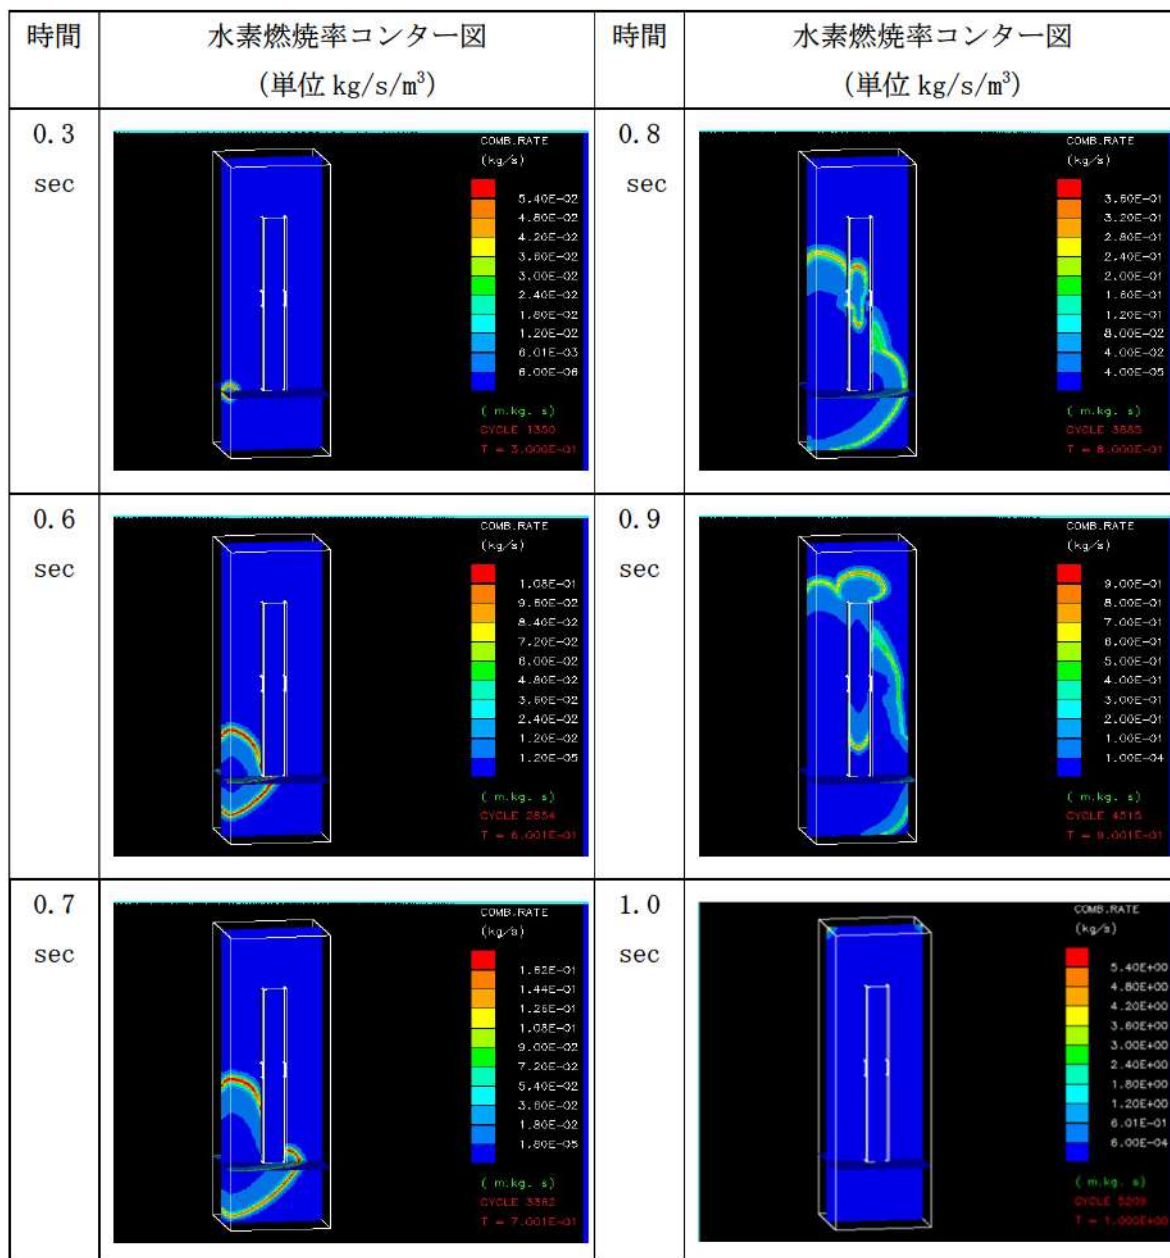 時間
水素燃焼率コンター図
(単位 kg/s/m³)
時間
水素燃焼率コンター図
(単位 kg/s/m³)
0.3
sec
COMB.RATE
(kg/s)
5.40E-02
4.80E-02
4.20E-02
3.60E-02
3.00E-02
2.40E-02
1.80E-02
1.20E-02
6.01E-03
6.00E-06
( m.kg. s)
CYCLE 1350
T = 3.000E-01
0.8
sec
COMB.RATE
(kg/s)
3.60E-01
3.20E-01
2.80E-01
2.40E-01
2.00E-01
1.60E-01
1.20E-01
8.00E-02
4.00E-02
4.00E-05
( m.kg. s)
CYCLE
T = 8.000E-01
0.6
sec
COMB.RATE
(kg/s)
1.08E-01
9.60E-02
8.40E-02
7.20E-02
6.00E-02
4.80E-02
3.60E-02
2.40E-02
1.20E-02
1.20E-05
( m.kg. s)
CYCLE
T = 6.001E-01
0.9
sec
COMB.RATE
(kg/s)
9.00E-01
8.00E-01
7.00E-01
6.00E-01
5.00E-01
4.00E-01
3.00E-01
2.00E-01
1.00E-01
1.00E-04
( m.kg. s)
CYCLE 4515
T = 9.001E-01
0.7
sec
COMB.RATE
(kg/s)
1.62E-01
1.44E-01
1.26E-01
1.08E-01
9.00E-02
7.20E-02
5.40E-02
3.60E-02
1.80E-02
1.80E-05
( m.kg. s)
CYCLE 3382
T = 7.001E-01
1.0
sec
COMB.RATE
(kg/s)
5.40E+00
4.80E+00
4.20E+00
3.60E+00
3.00E+00
2.40E+00
1.80E+00
1.20E+00
6.01E-01
6.00E-04
( m.kg. s)
CYCLE
T = 1.000E+00